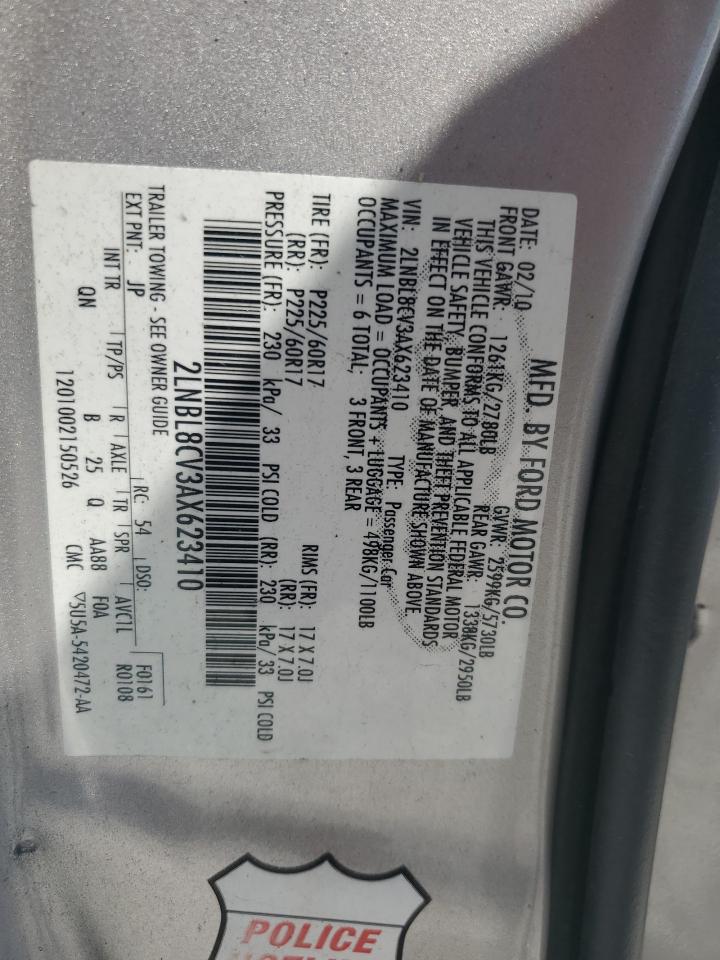 MFD. BY FORD MOTOR CO.
DATE: 02/10 GVWR: 2599KG/5730LB
FRONT GAWR: 1261KG/2780LB REAR GAWR: 1338KG/2950LB
THIS VEHICLE CONFORMS TO ALL APPLICABLE FEDERAL MOTOR
VEHICLE SAFETY, BUMPER, AND THEFT PREVENTION STANDARDS
IN EFFECT ON THE DATE OF MANUFACTURE SHOWN ABOVE.
VIN: 2LNBL8CV3AX623410 TYPE: Passenger Car
MAXIMUM LOAD = OCCUPANTS + LUGGAGE = 498KG/1100LB
OCCUPANTS = 6 TOTAL; 3 FRONT, 3 REAR
TIRE (FR): P225/60R17 RIMS (FR): 17 X 7.0J
(RR): P225/60R17 (RR): 17 X 7.0J
PRESSURE (FR): 230 kPa/ 33 PSI COLD (RR): 230 kPa/33 PSI COLD
2LNBL8CV3AX623410
TRAILER TOWING - SEE OWNER GUIDE
EXT PNT: JP RC: 54 DSO: F0161
R0108
INT TR TP/PS R AXLE TR SPR AVC1L
QN B 25 Q AA88 F0A
1201002150526 CMC ▽5U5A-5420472-AA
POLICE